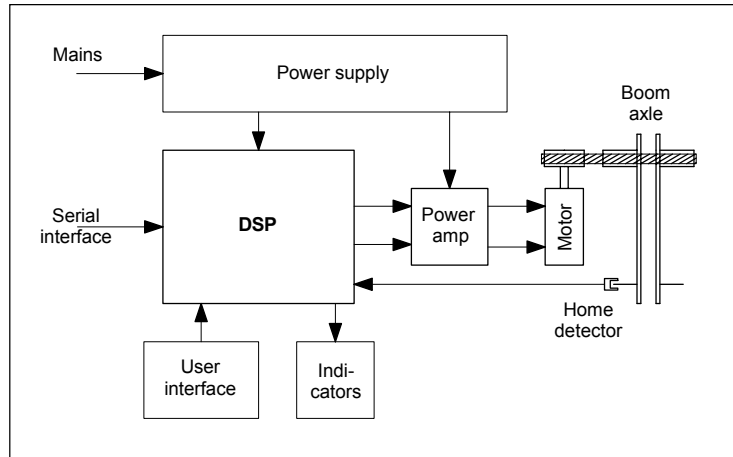 Mains
Power supply
Boom
axle
Serial
interface
DSP
Power
amp
Motor
Home
detector
User
interface
Indi-
cators